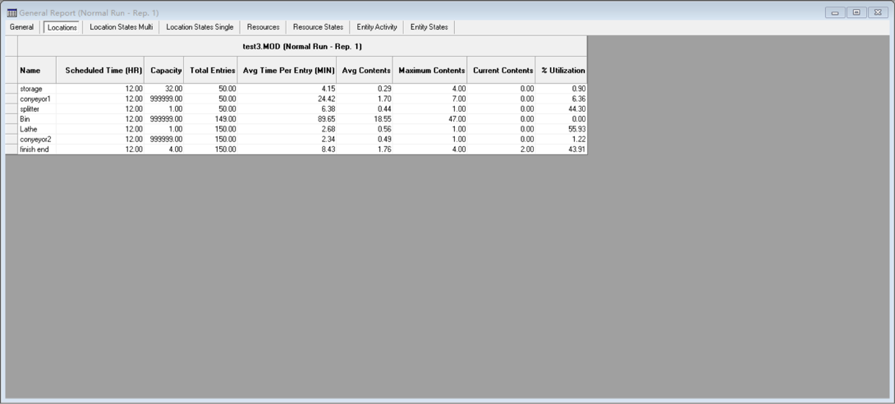 General Report (Normal Run - Rep. 1)
General Locations Location States Multi Location States Single Resources Resource States Entity Activity Entity States
test3.MOD (Normal Run - Rep. 1)
Name Scheduled Time (HR) Capacity Total Entries Avg Time Per Entry (MIN) Avg Contents Maximum Contents Current Contents % Utilization
storage 12.00 32.00 50.00 4.15 0.29 4.00 0.00 0.90
conyeyor1 12.00 999999.00 50.00 24.42 1.70 7.00 0.00 6.36
splitter 12.00 1.00 50.00 6.38 0.44 1.00 0.00 44.30
Bin 12.00 999999.00 149.00 89.65 18.55 47.00 0.00 0.00
Lathe 12.00 1.00 150.00 2.68 0.56 1.00 0.00 55.93
conyeyor2 12.00 999999.00 150.00 2.34 0.49 1.00 0.00 1.22
finish end 12.00 4.00 150.00 8.43 1.76 4.00 2.00 43.91